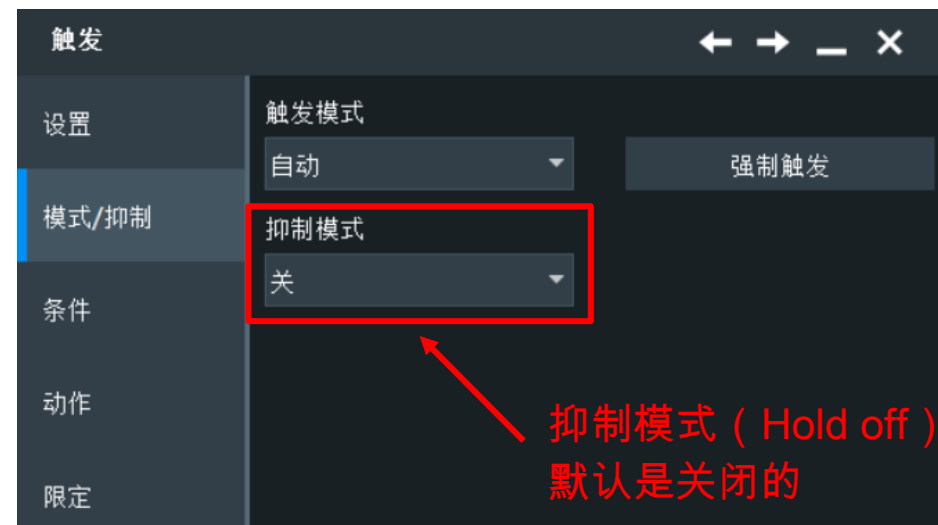 触发
设置
模式/抑制
条件
动作
限定
触发模式
自动
强制触发
抑制模式
关
抑制模式（Hold off）
默认是关闭的